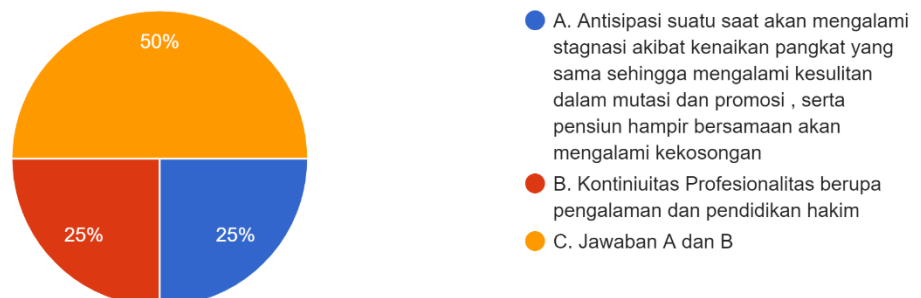 50%
25%
25%
A. Antisipasi suatu saat akan mengalami
stagnasi akibat kenaikan pangkat yang
sama sehingga mengalami kesulitan
dalam mutasi dan promosi , serta
pensiun hampir bersamaan akan
mengalami kekosongan
B. Kontiniuitas Profesionalitas berupa
pengalaman dan pendidikan hakim
C. Jawaban A dan B